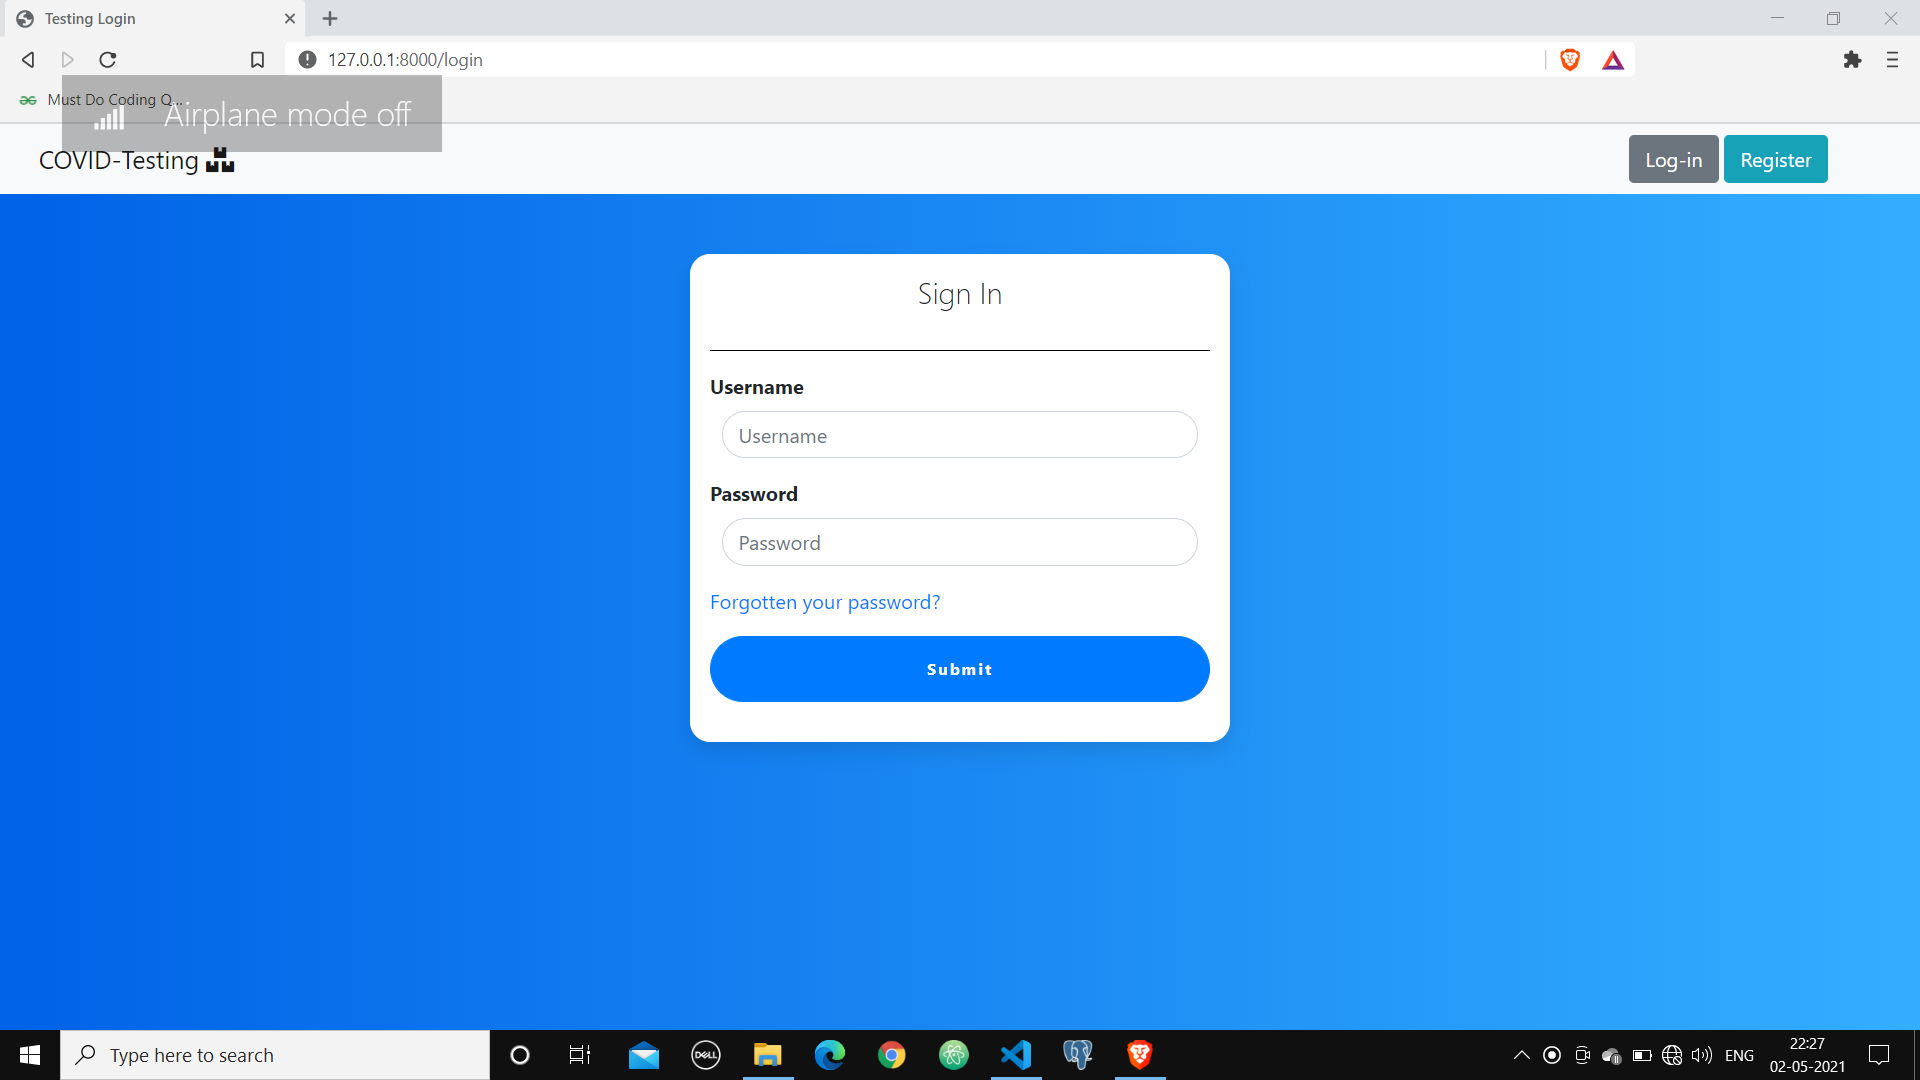 Testing Login
127.0.0.1:8000/login
Must Do Coding Q...
Airplane mode off
COVID-Testing
Log-in
Register
Sign In
Username
Username
Password
Password
Forgotten your password?
Submit
Type here to search
DELL
ENG
22:27
02-05-2021